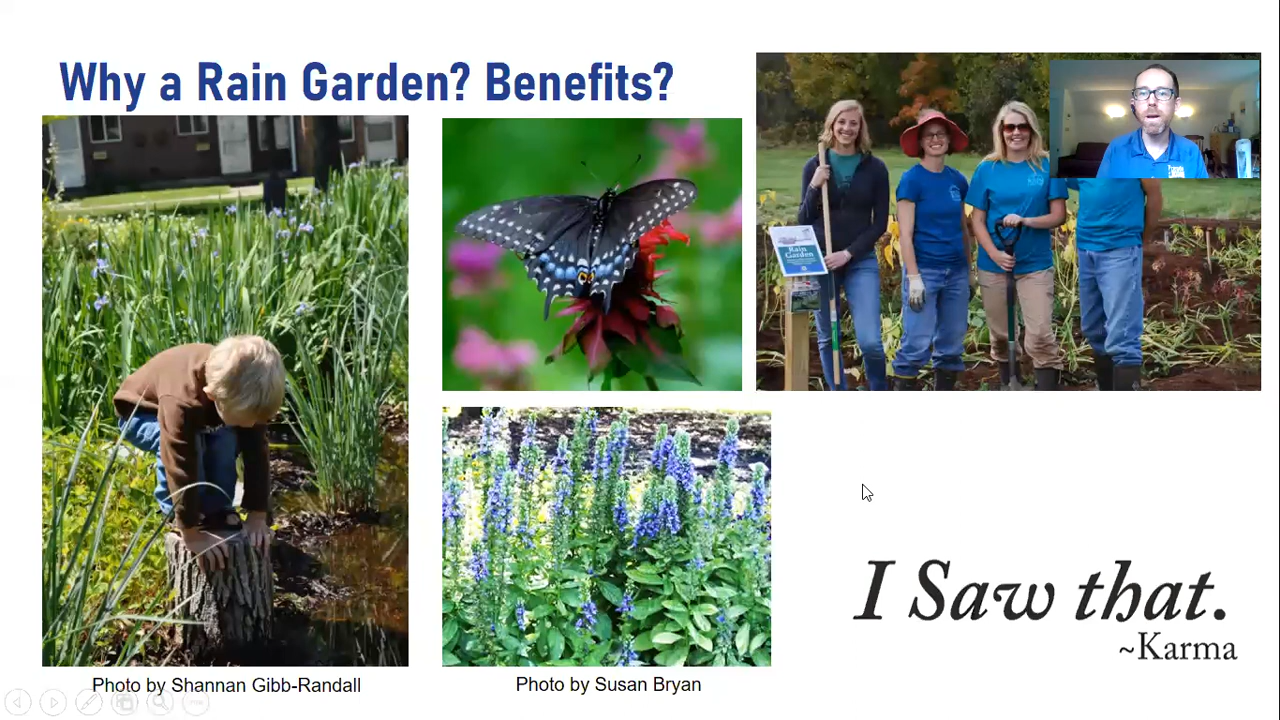 Why a Rain Garden? Benefits?
Rain
Garden
I Saw that.
~Karma
Photo by Shannan Gibb-Randall
Photo by Susan Bryan